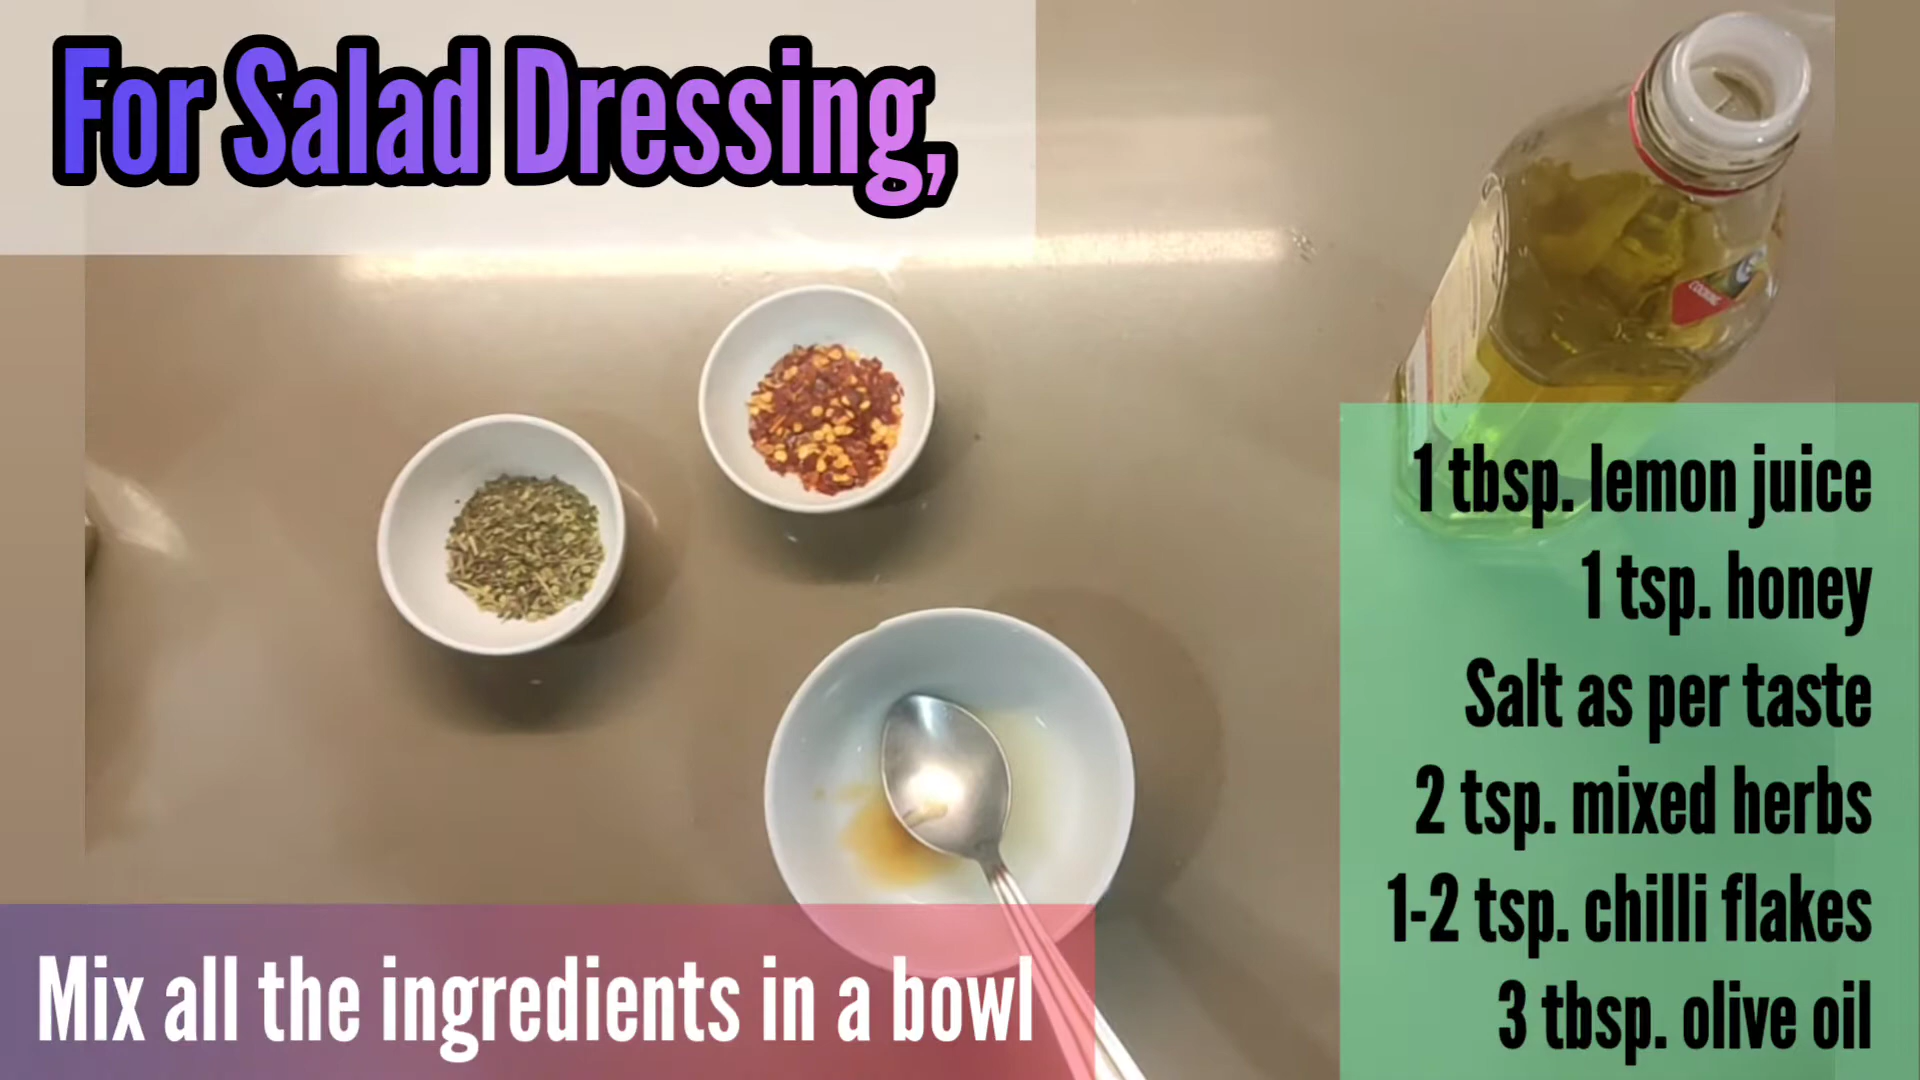 For Salad Dressing,
COOKING
1 tbsp. lemon juice
1 tsp. honey
Salt as per taste
2 tsp. mixed herbs
1-2 tsp. chilli flakes
3 tbsp. olive oil
Mix all the ingredients in a bowl